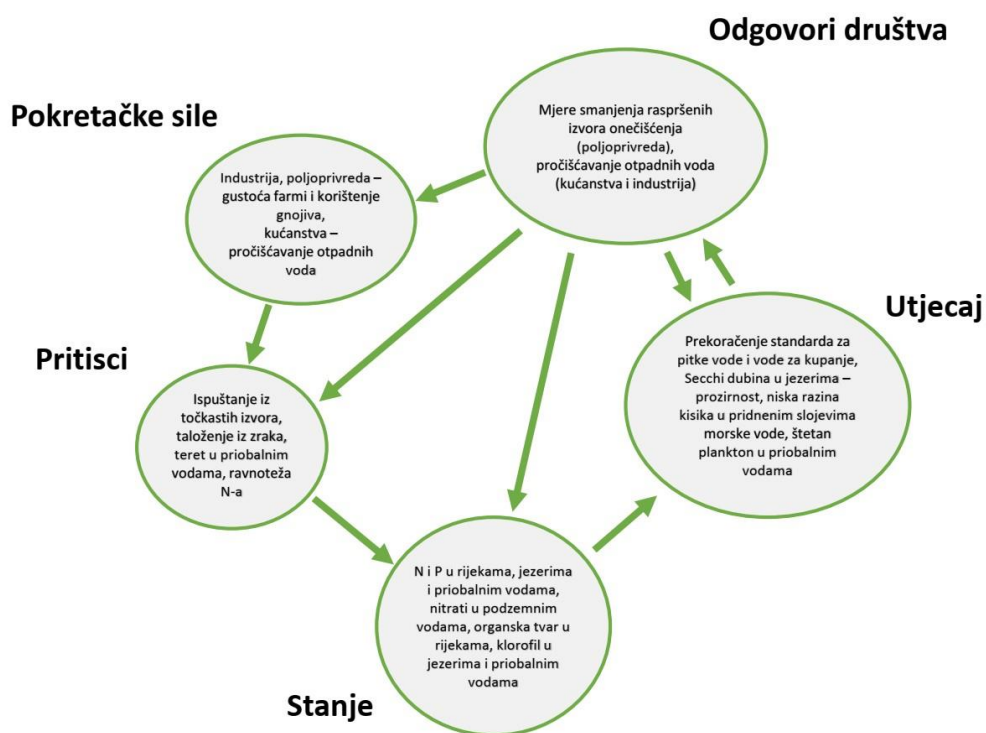 Odgovori društva
Mjere smanjenja raspršenih
izvora onečišćenja
(poljoprivreda),
pročišćavanje otpadnih voda
(kućanstva i industrija)
Pokretačke sile
Industrija, poljoprivreda –
gustoća farmi i korištenje
gnojiva,
kućanstva –
pročišćavanje otpadnih
voda
Utjecaj
Prekoračenje standarda za
pitke vode i vode za kupanje,
Secchi dubina u jezerima –
prozirnost, niska razina
kisika u pridnenim slojevima
morske vode, štetan
plankton u priobalnim
vodama
Pritisci
Ispuštanje iz
točkastih izvora,
taloženje iz zraka,
teret u priobalnim
vodama, ravnoteža
N-a
N i P u rijekama, jezerima
i priobalnim vodama,
nitrati u podzemnim
vodama, organska tvar u
rijekama, klorofil u
jezerima i priobalnim
vodama
Stanje